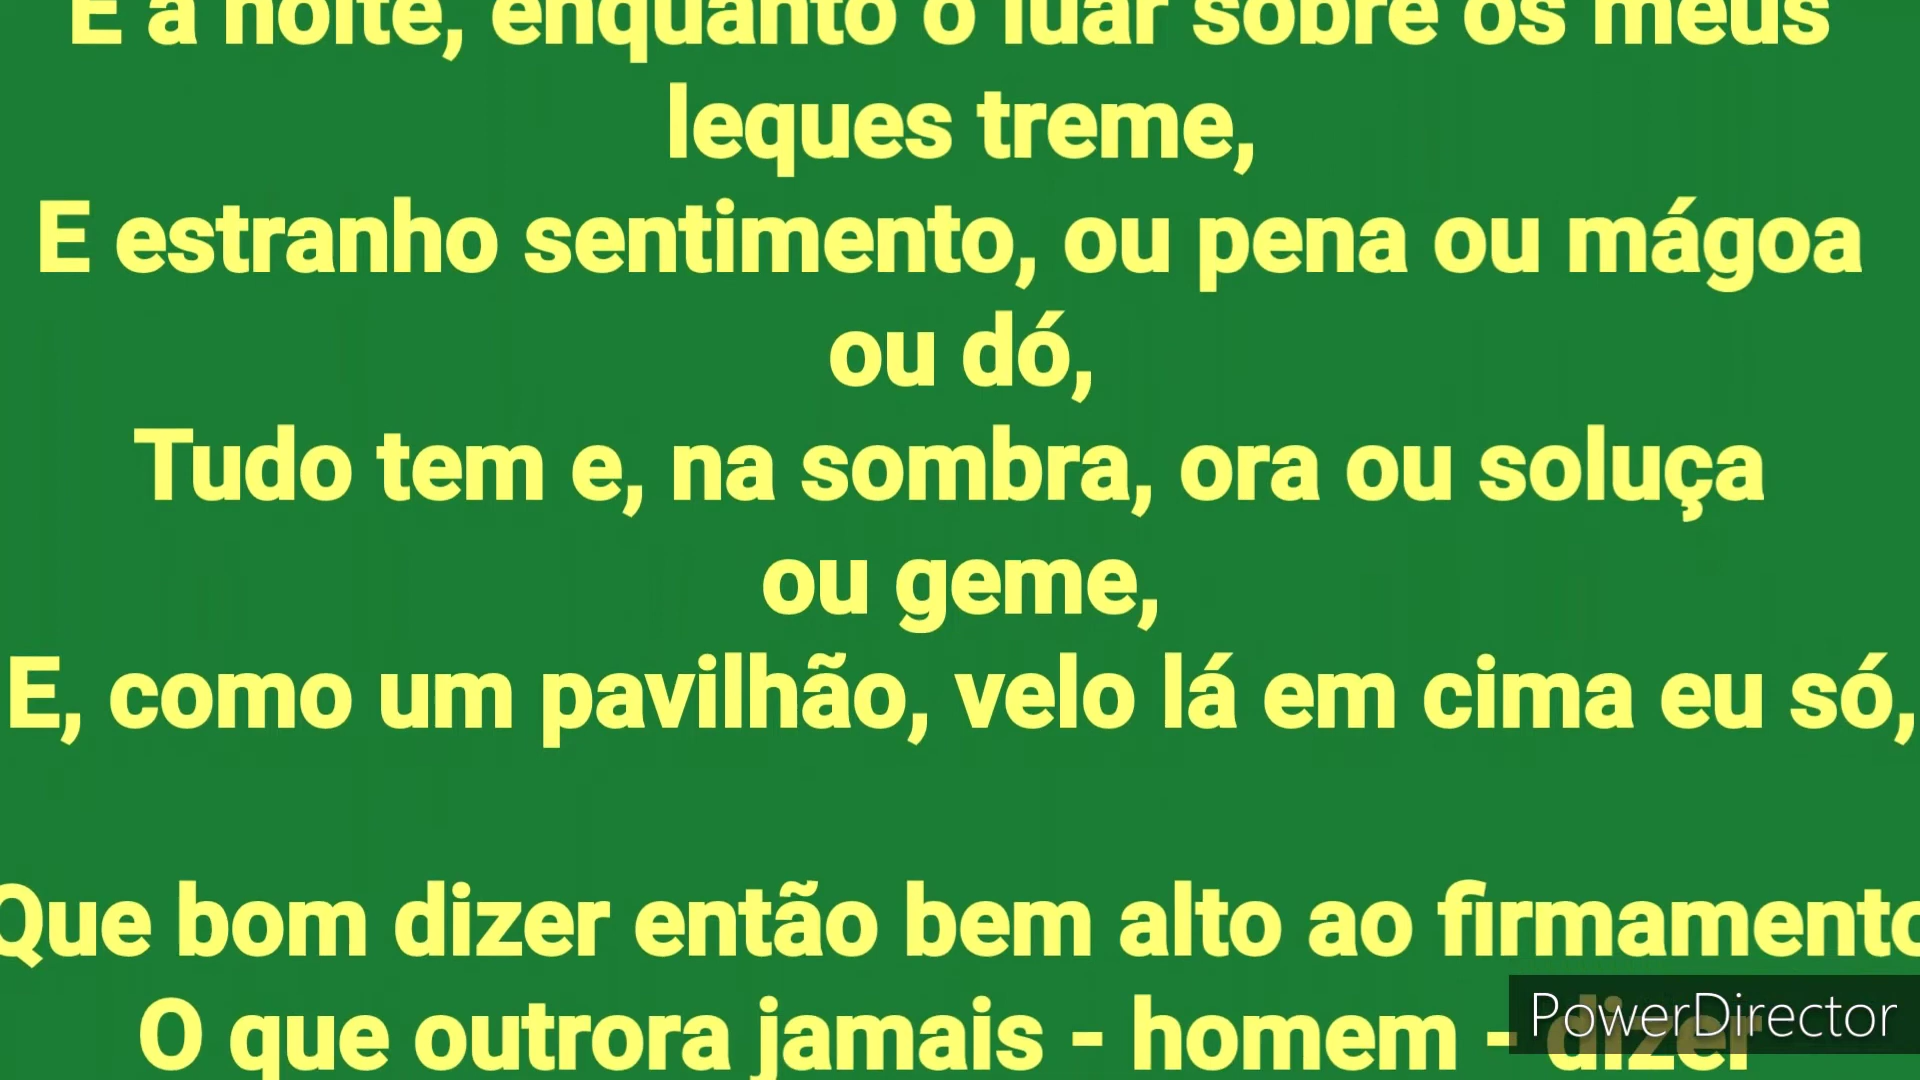 E à noite, enquanto o luar sobre os meus
leques treme,
E estranho sentimento, ou pena ou mágoa
ou dó,
Tudo tem e, na sombra, ora ou soluça
ou geme,
E, como um pavilhão, velo lá em cima eu só,
Que bom dizer então bem alto ao firmamento
O que outrora jamais - homem - dizer
PowerDirector